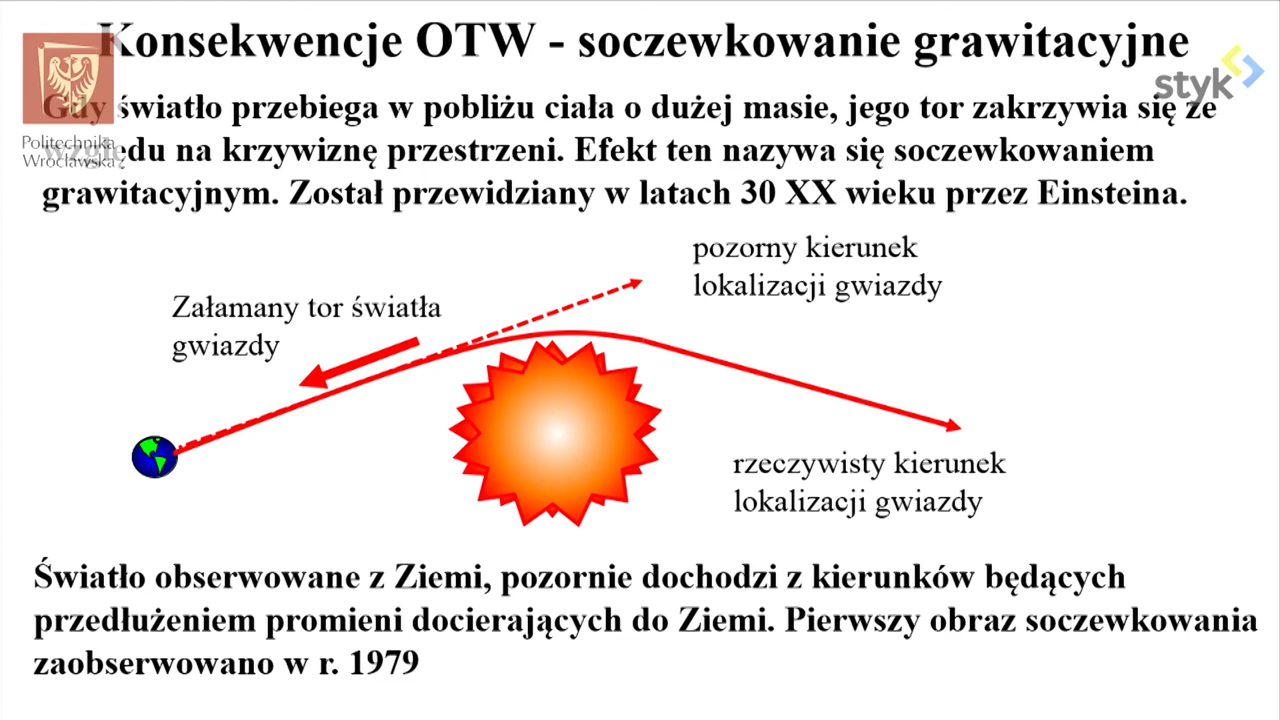 Konsekwencje OTW - soczewkowanie grawitacyjne
styk
Gdy światło przebiega w pobliżu ciała o dużej masie, jego tor zakrzywia się ze
względu na krzywiznę przestrzeni. Efekt ten nazywa się soczewkowaniem
Politechnika
Wrocławska
grawitacyjnym. Został przewidziany w latach 30 XX wieku przez Einsteina.
pozorny kierunek
lokalizacji gwiazdy
Załamany tor światła
gwiazdy
rzeczywisty kierunek
lokalizacji gwiazdy
Światło obserwowane z Ziemi, pozornie dochodzi z kierunków będących
przedłużeniem promieni docierających do Ziemi. Pierwszy obraz soczewkowania
zaobserwowano w r. 1979